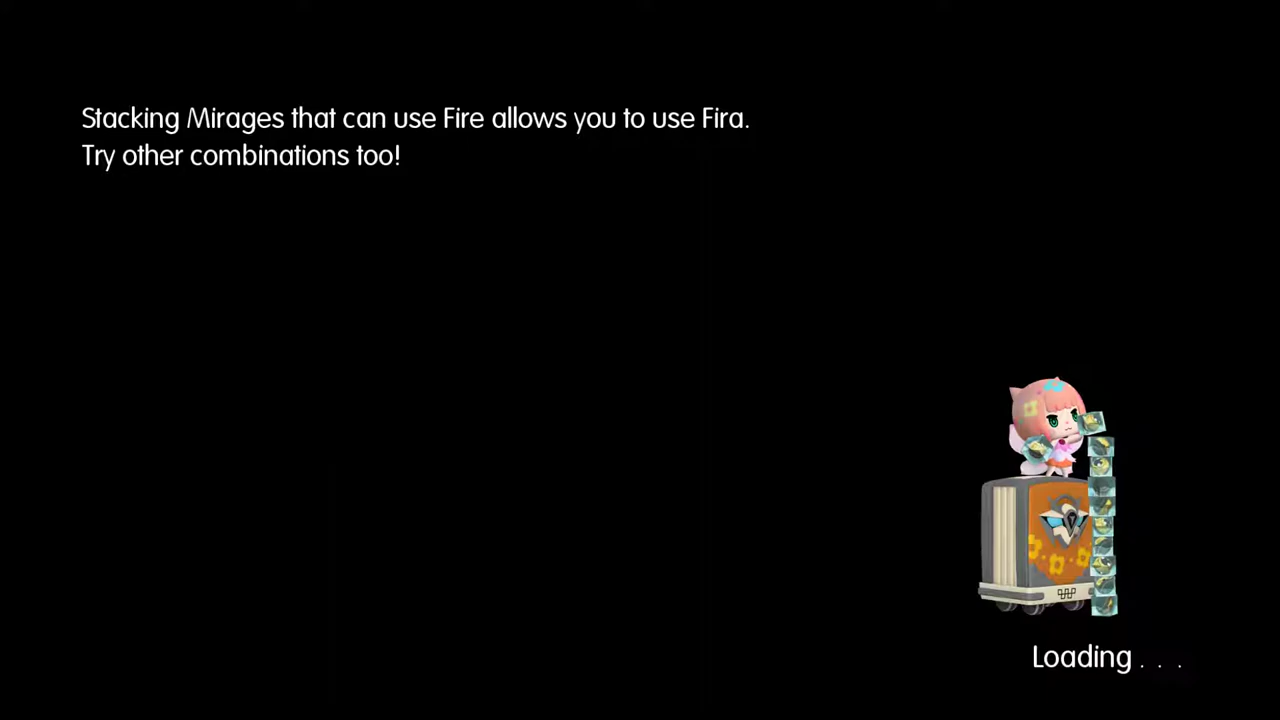 Stacking Mirages that can use Fire allows you to use Fira.
Try other combinations too!
Loading . . .